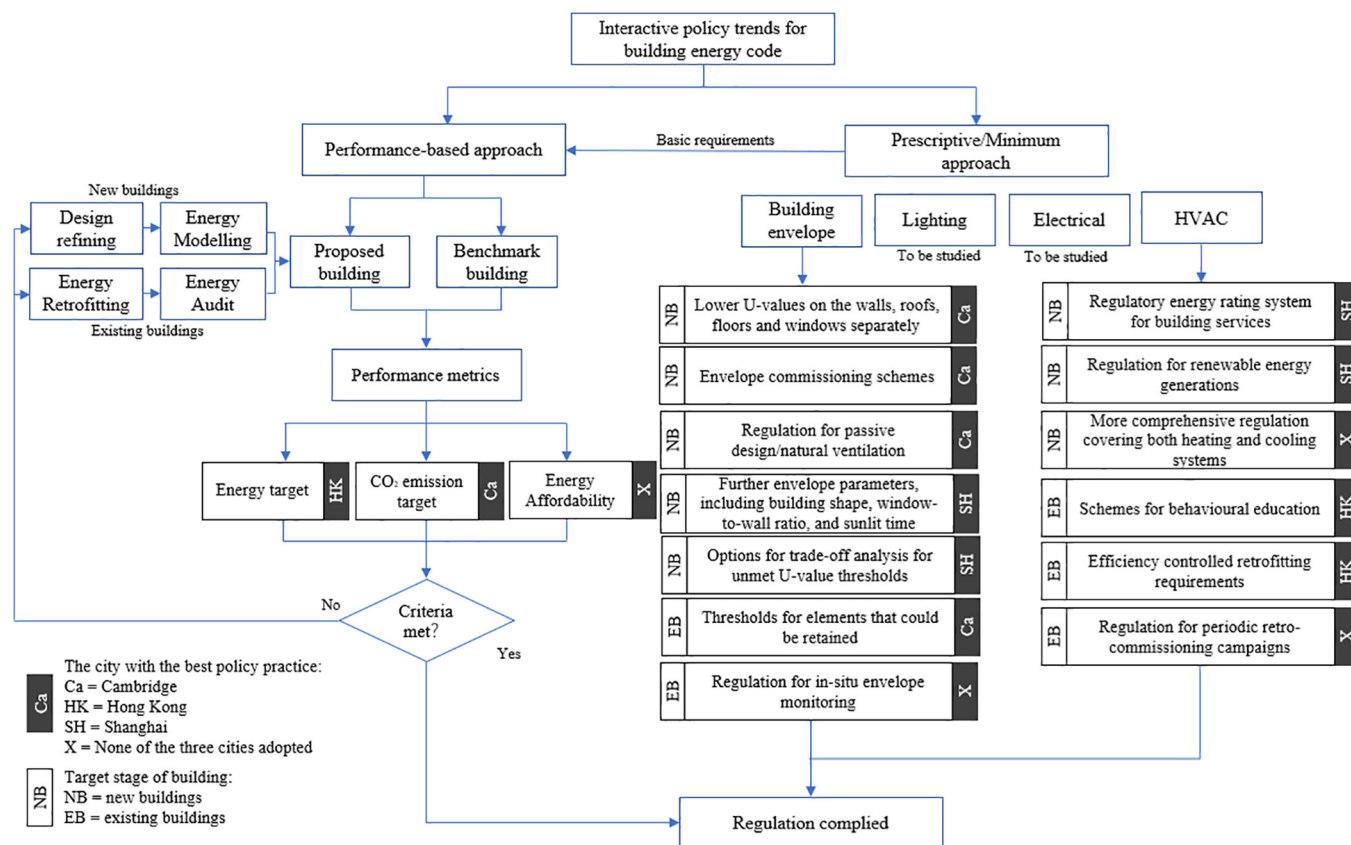 Interactive policy trends for
building energy code
Performance-based approach
Basic requirements
Prescriptive/Minimum
approach
New buildings
Design
refining
Energy
Modelling
Energy
Retrofitting
Energy
Audit
Existing buildings
Proposed
building
Benchmark
building
Performance metrics
Energy target
HK
CO₂ emission
target
Ca
Energy
Affordability
X
Criteria
met?
No
Yes
Building
envelope
Lighting
To be studied
Electrical
To be studied
HVAC
NB
Lower U-values on the walls, roofs,
floors and windows separately
Ca
NB
Envelope commissioning schemes
Ca
NB
Regulation for passive
design/natural ventilation
Ca
NB
Further envelope parameters,
including building shape, window-
to-wall ratio, and sunlit time
SH
NB
Options for trade-off analysis for
unmet U-value thresholds
SH
EB
Thresholds for elements that could
be retained
Ca
EB
Regulation for in-situ envelope
monitoring
X
NB
Regulatory energy rating system
for building services
SH
NB
Regulation for renewable energy
generations
SH
NB
More comprehensive regulation
covering both heating and cooling
systems
X
EB
Schemes for behavioural education
HK
EB
Efficiency controlled retrofitting
requirements
HK
EB
Regulation for periodic retro-
commissioning campaigns
X
Regulation complied
Ca
The city with the best policy practice:
Ca = Cambridge
HK = Hong Kong
SH = Shanghai
X = None of the three cities adopted
NB
Target stage of building:
NB = new buildings
EB = existing buildings